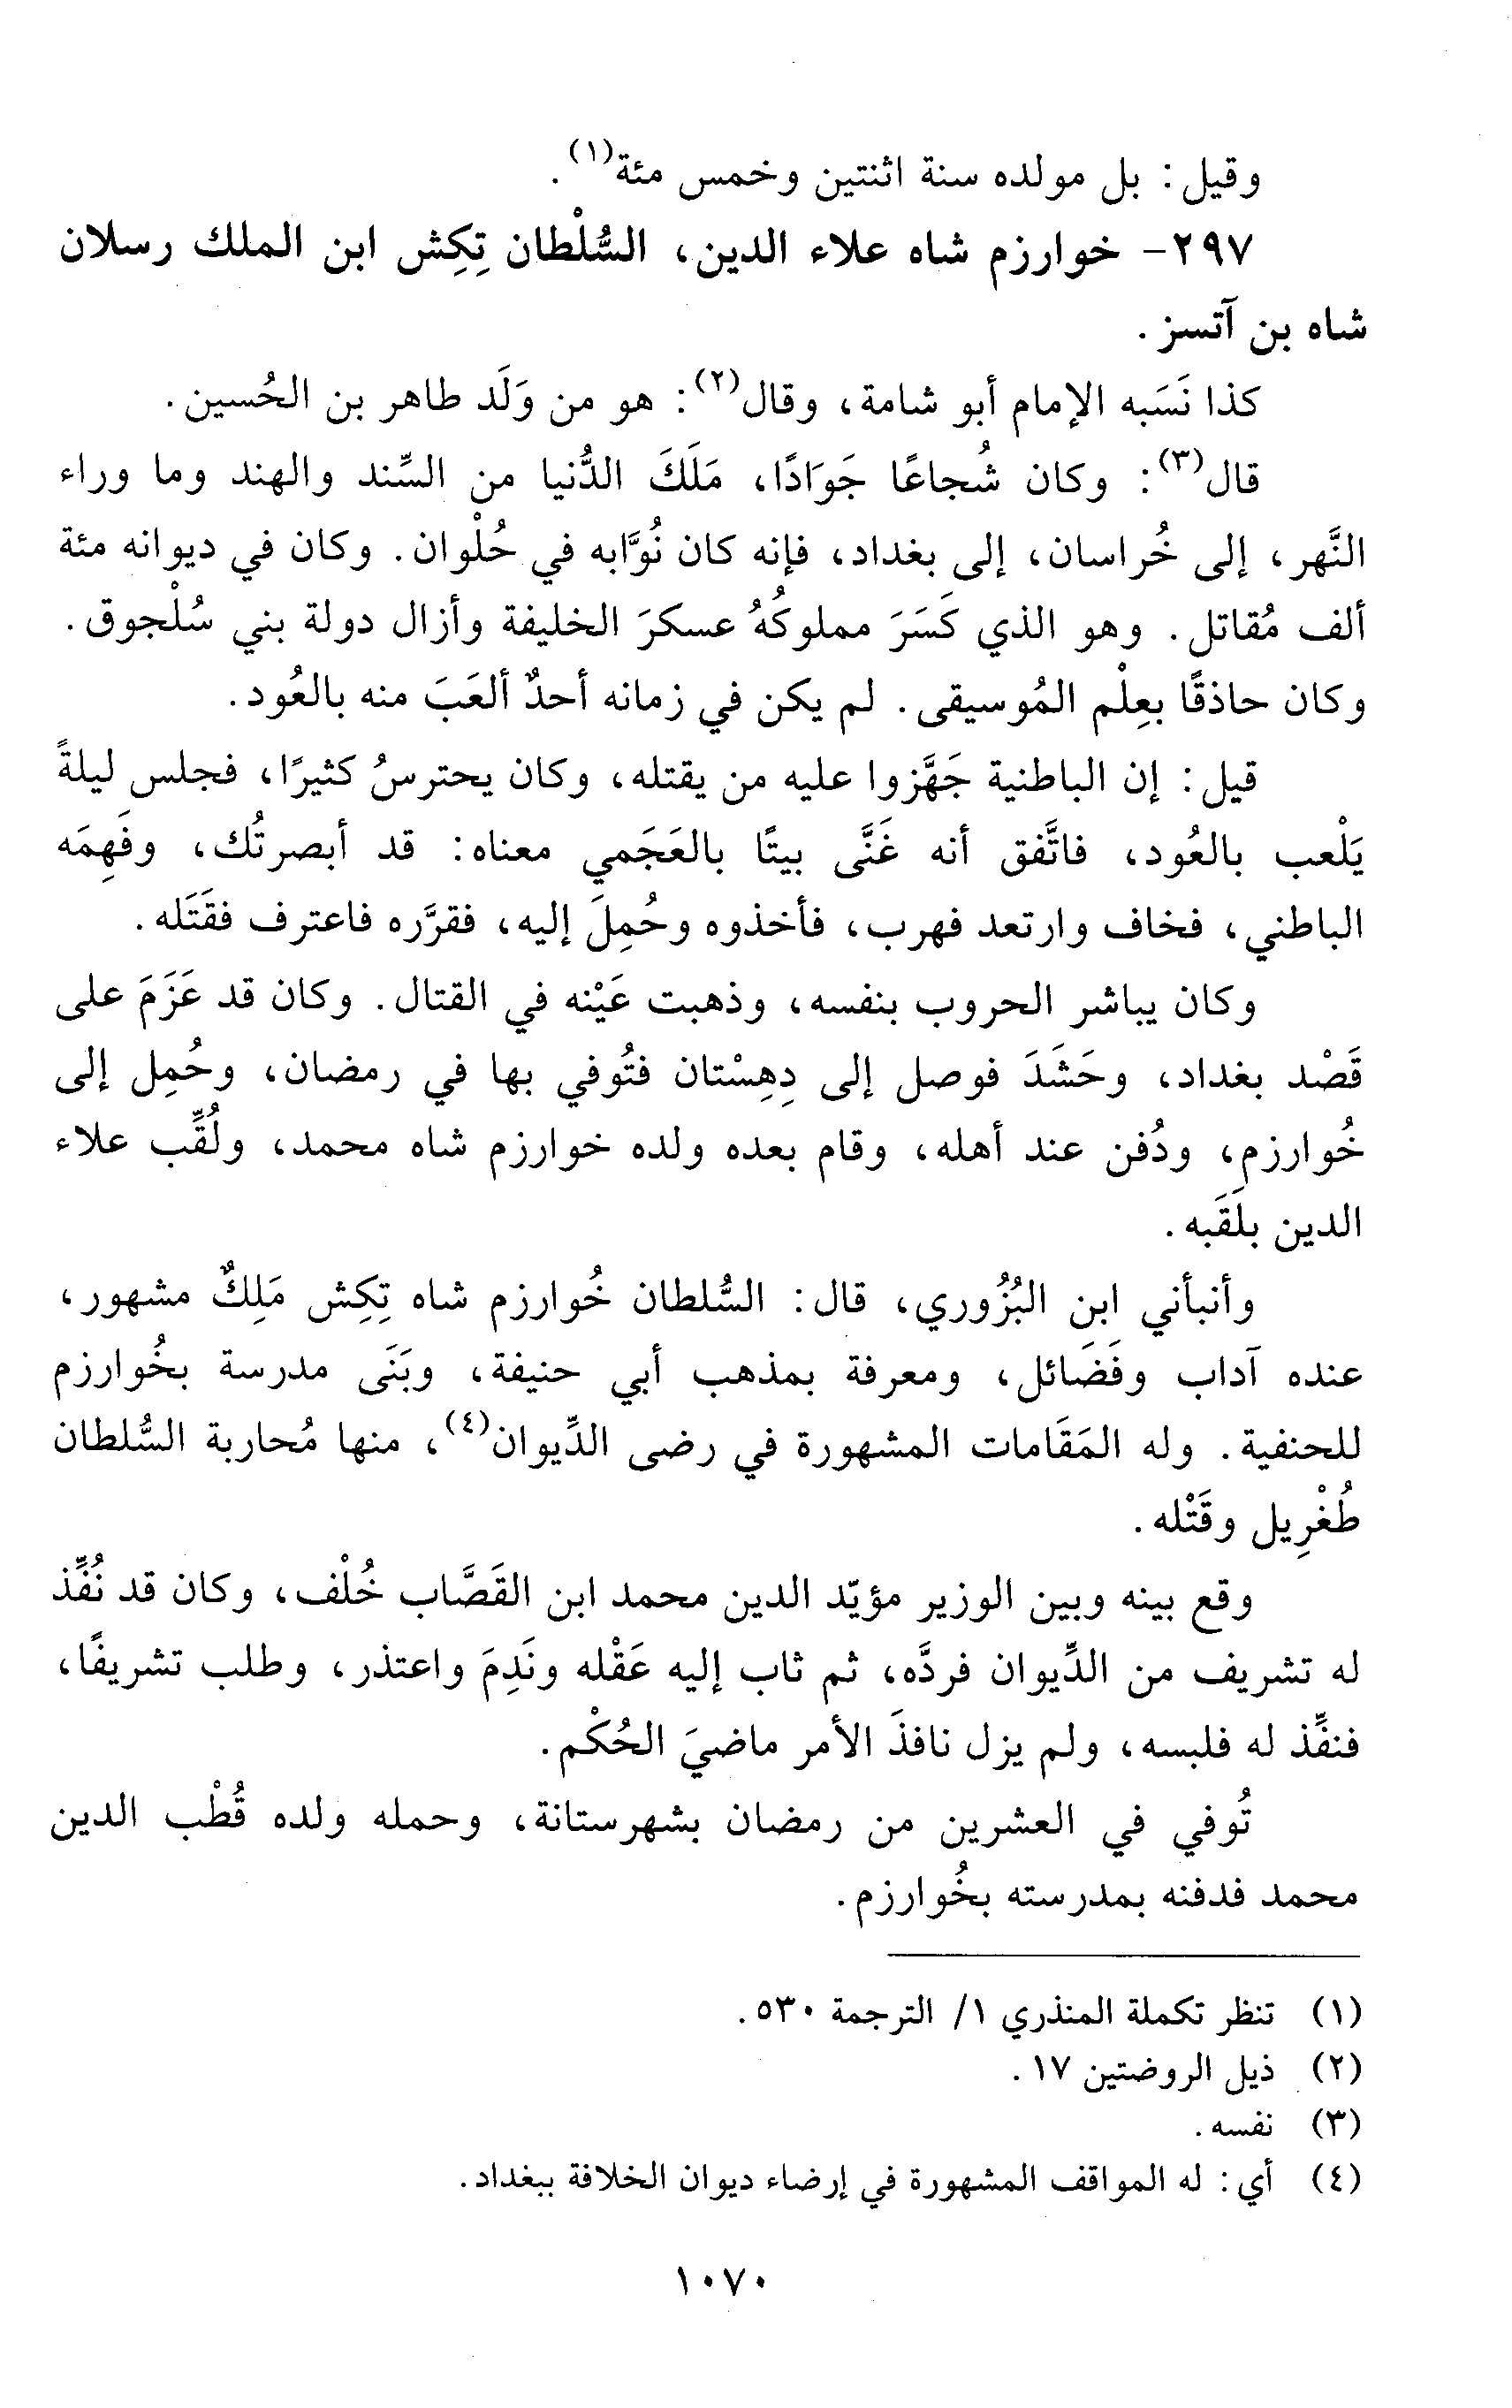 وقيل: بل مولده سنة اثنتين وخمس مئة(١).
٢٩٧- خوارزم شاه علاء الدين، السُّلْطان تِكِش ابن الملك رسلان
شاه بن آتسز.
كذا نَسَبه الإمام أبو شامة، وقال(٢): هو من وَلَد طاهر بن الحُسين.
قال(٣): وكان شُجاعًا جَوَادًا، مَلَكَ الدُّنيا من السِّند والهند وما وراء
النَّهر، إلى خُراسان، إلى بغداد، فإنه كان نُوَّابه في حُلْوان. وكان في ديوانه مئة
ألف مُقاتل. وهو الذي كَسَرَ مملوكُهُ عسكرَ الخليفة وأزال دولة بني سُلْجوق.
وكان حاذقًا بعِلْم المُوسيقى. لم يكن في زمانه أحدٌ ألعَبَ منه بالعُود.
قيل: إن الباطنية جَهَّزوا عليه من يقتله، وكان يحترسُ كثيرًا، فجلس ليلةً
يَلْعب بالعُود، فاتَّفق أنه غَنَّى بيتًا بالعَجَمي معناه: قد أبصرتُك، وفَهِمَه
الباطني، فخاف وارتعد فهرب، فأخذوه وحُمِلَ إليه، فقرَّره فاعترف فقَتَله.
وكان يباشر الحروب بنفسه، وذهبت عَيْنه في القتال. وكان قد عَزَمَ على
قَصْد بغداد، وحَشَدَ فوصل إلى دِهِسْتان فتُوفي بها في رمضان، وحُمِل إلى
خُوارزم، ودُفن عند أهله، وقام بعده ولده خوارزم شاه محمد، ولُقِّب علاء
الدين بلَقَبه.
وأنبأني ابن البُزُوري، قال: السُّلطان خُوارزم شاه تِكِش مَلِكٌ مشهور،
عنده آداب وفَضَائل، ومعرفة بمذهب أبي حنيفة، وبَنَى مدرسة بخُوارزم
للحنفية. وله المَقَامات المشهورة في رضى الدِّيوان(٤)، منها مُحاربة السُّلطان
طُغْرِيل وقَتْله.
وقع بينه وبين الوزير مؤيّد الدين محمد ابن القَصَّاب خُلْف، وكان قد نُفِّذ
له تشريف من الدِّيوان فردَّه، ثم ثاب إليه عَقْله ونَدِمَ واعتذر، وطلب تشريفًا،
فنفِّذ له فلبسه، ولم يزل نافذَ الأمر ماضيَ الحُكْم.
تُوفي في العشرين من رمضان بشهرستانة، وحمله ولده قُطْب الدين
محمد فدفنه بمدرسته بخُوارزم.
(١) تنظر تكملة المنذري ١/ الترجمة ٥٣٠.
(٢) ذيل الروضتين ١٧.
(٣) نفسه.
(٤) أي: له المواقف المشهورة في إرضاء ديوان الخلافة ببغداد.
١٠٧٠